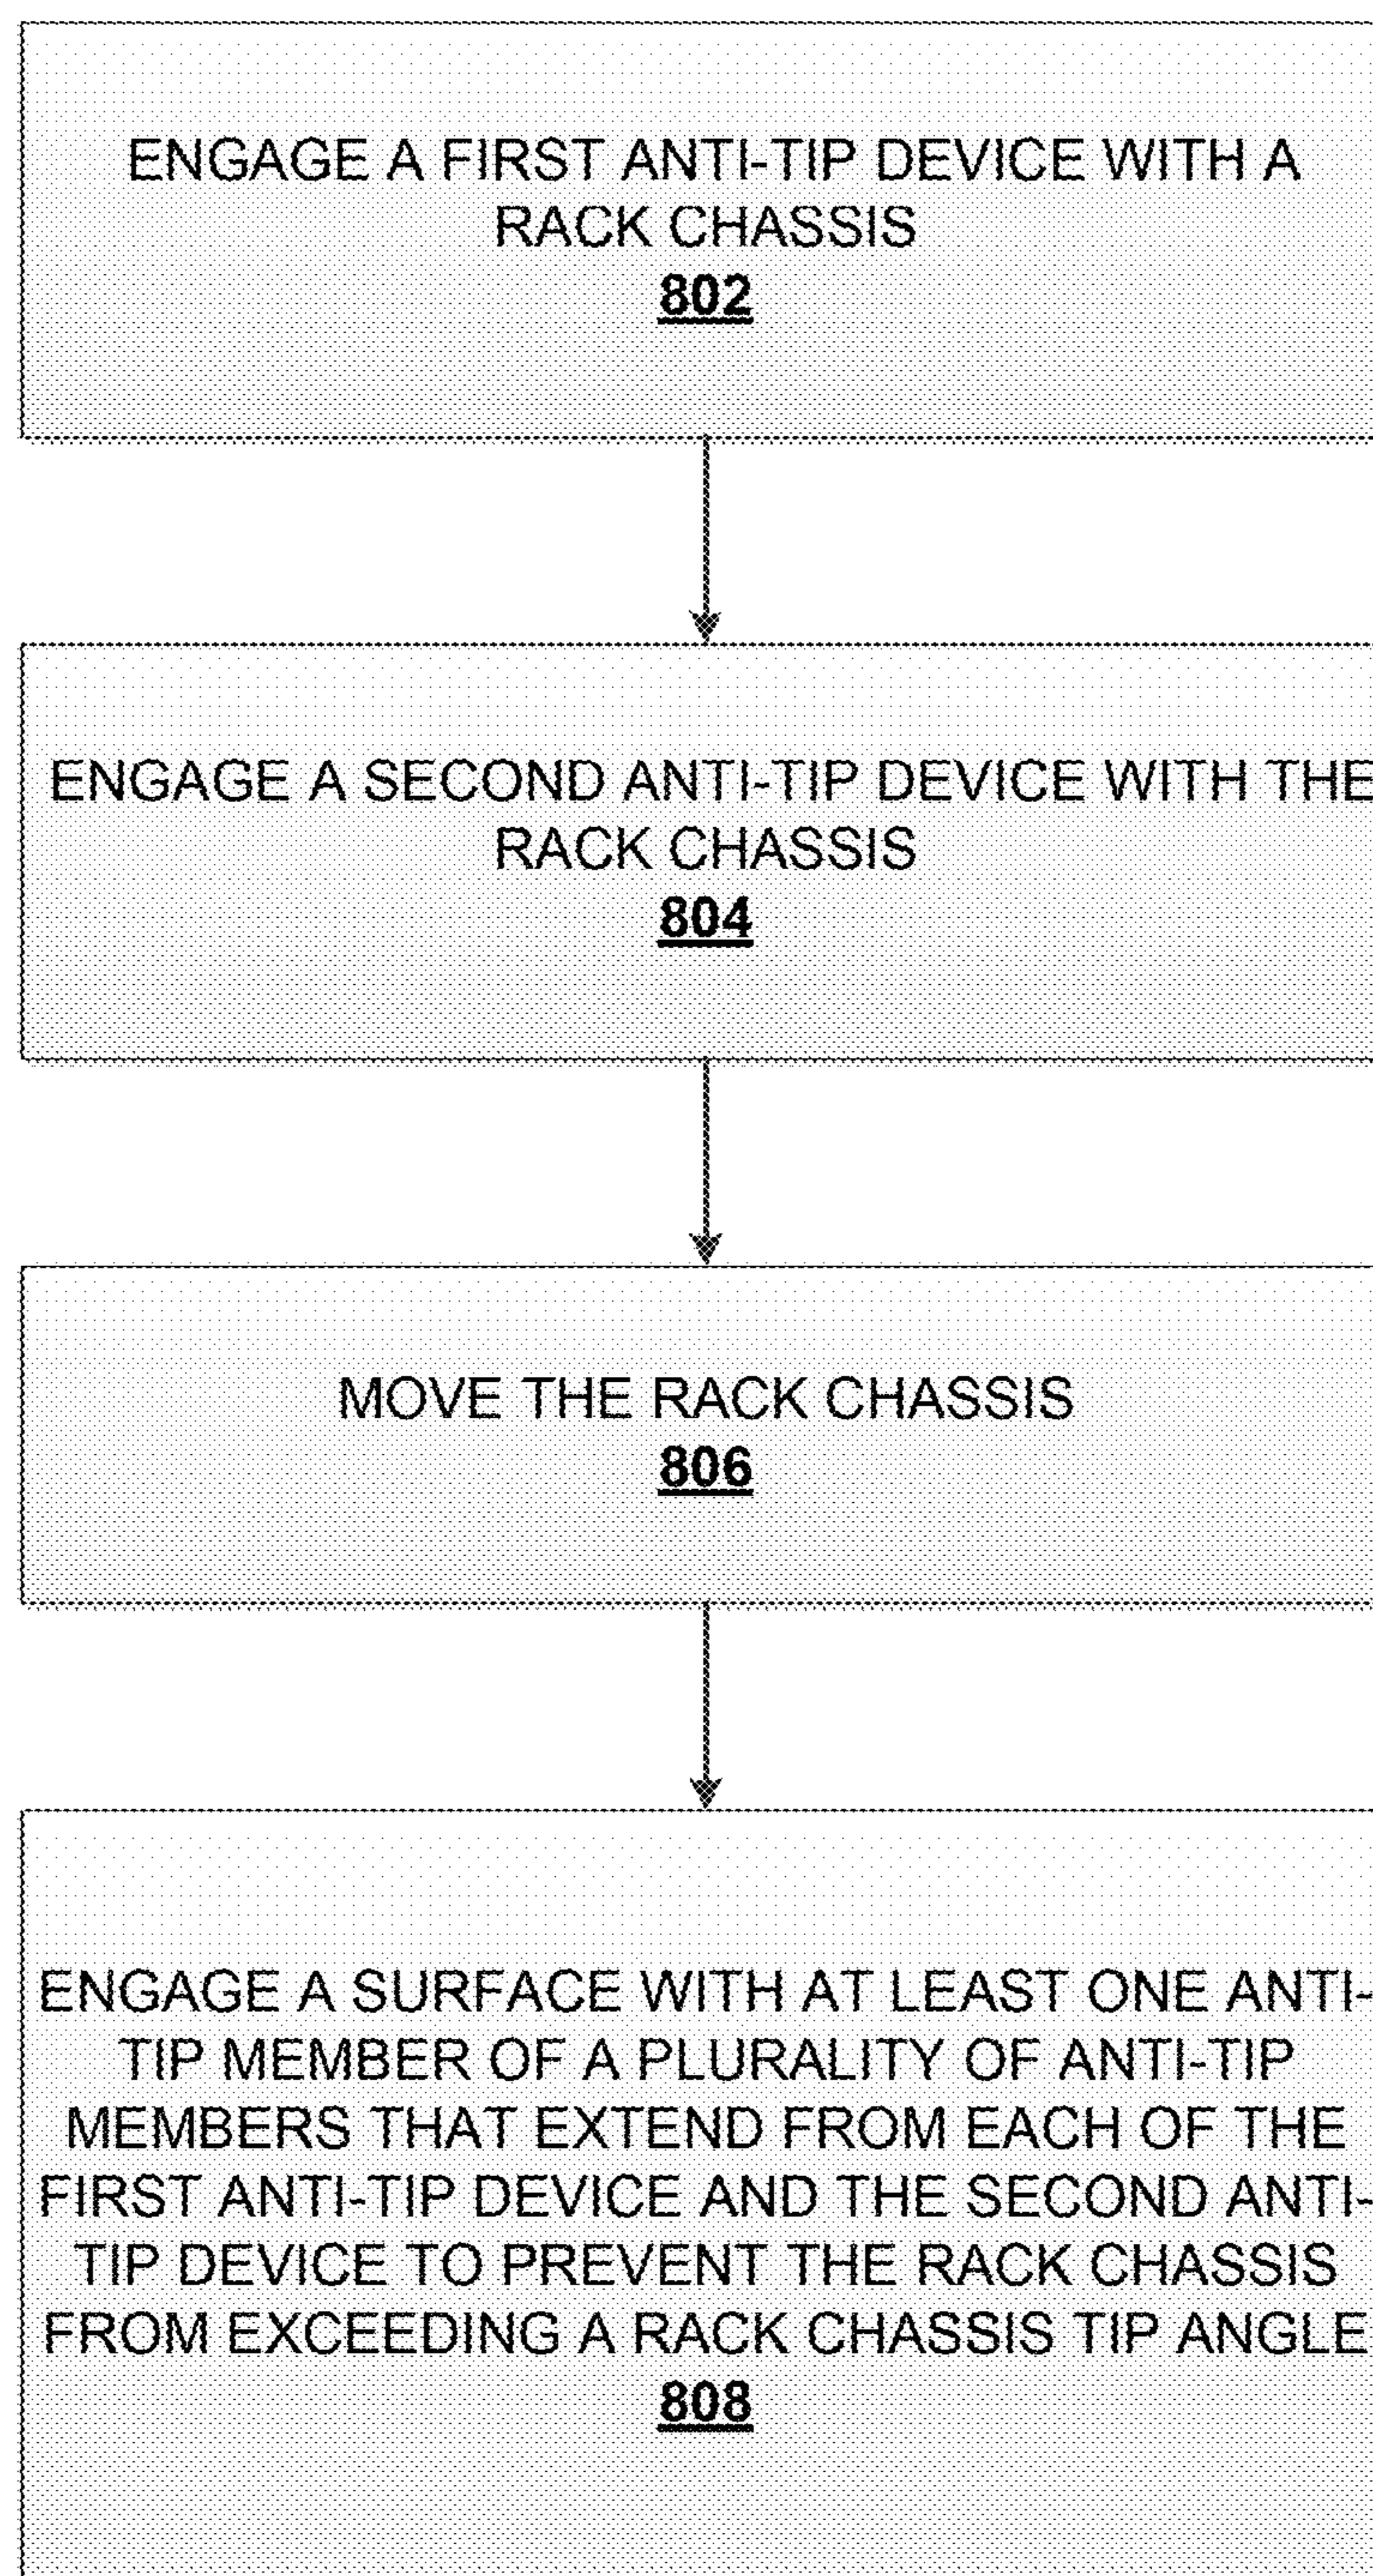 ENGAGE A FIRST ANTI-TIP DEVICE WITH A
RACK CHASSIS
802
ENGAGE A SECOND ANTI-TIP DEVICE WITH THE
RACK CHASSIS
804
MOVE THE RACK CHASSIS
806
ENGAGE A SURFACE WITH AT LEAST ONE ANTI-
TIP MEMBER OF A PLURALITY OF ANTI-TIP
MEMBERS THAT EXTEND FROM EACH OF THE
FIRST ANTI-TIP DEVICE AND THE SECOND ANTI-
TIP DEVICE TO PREVENT THE RACK CHASSIS
FROM EXCEEDING A RACK CHASSIS TIP ANGLE
808